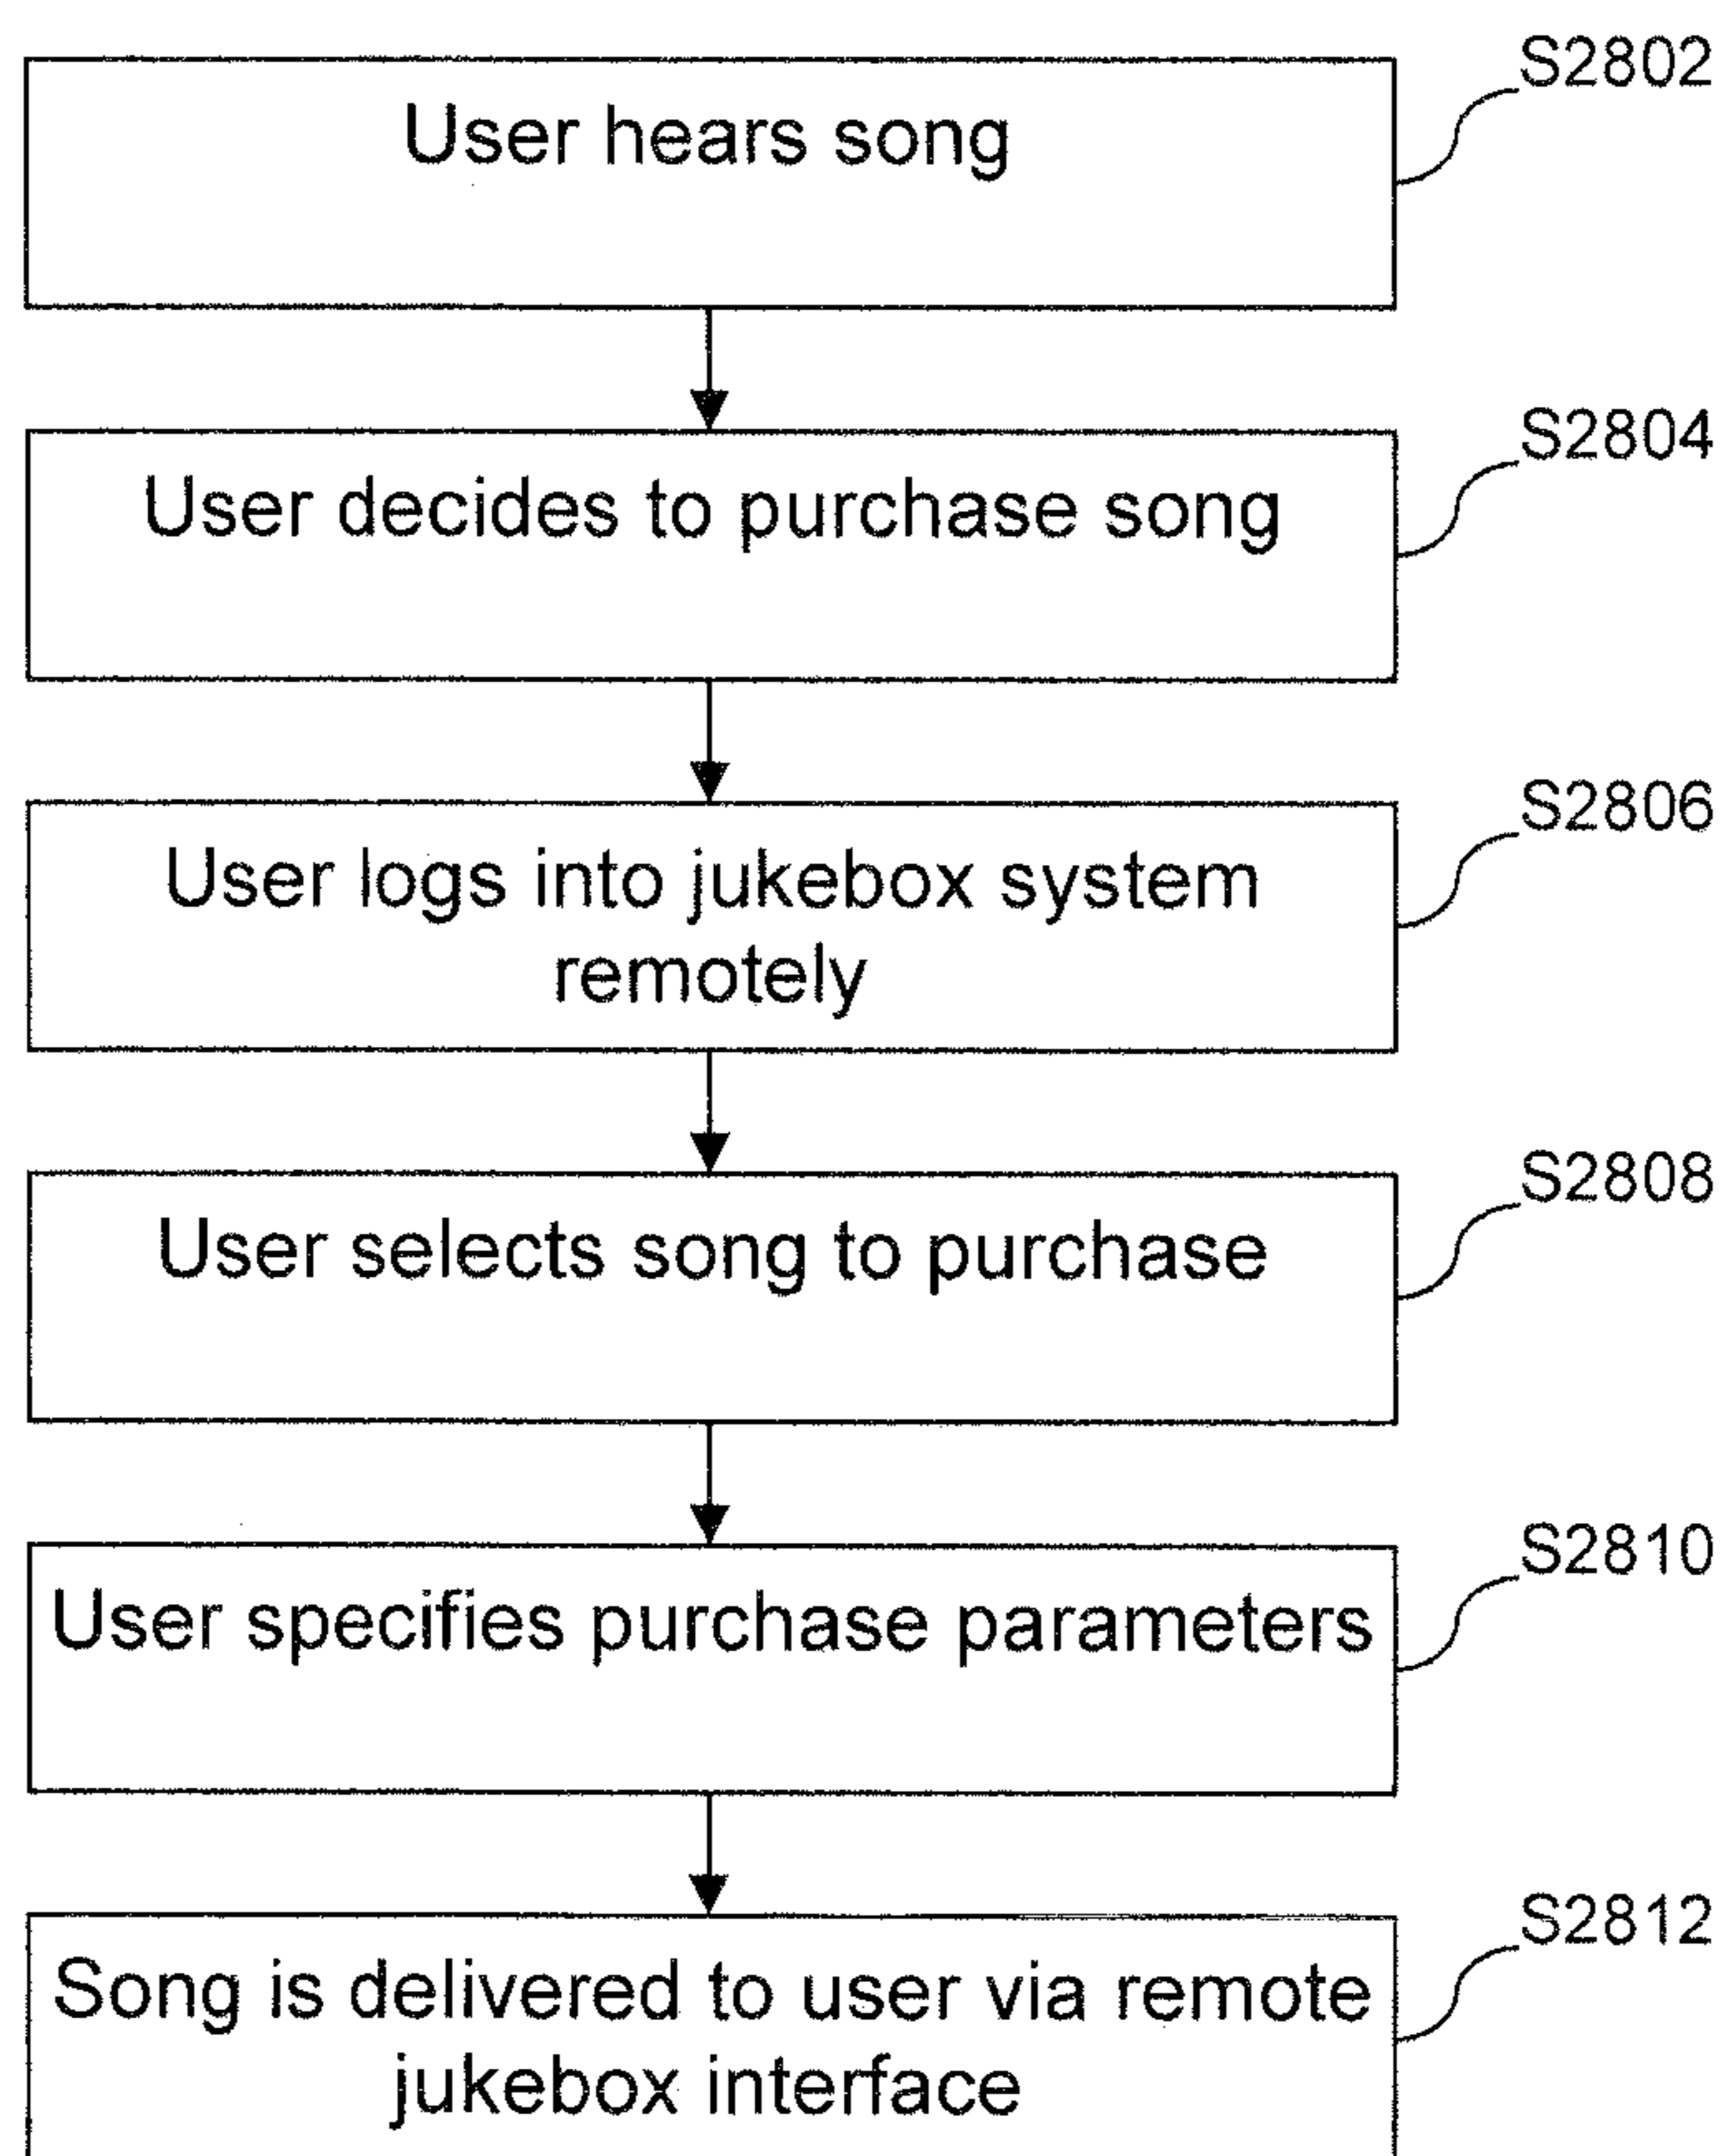 S2802
User hears song
S2804
User decides to purchase song
S2806
User logs into jukebox system
remotely
S2808
User selects song to purchase
S2810
User specifies purchase parameters
S2812
Song is delivered to user via remote
jukebox interface